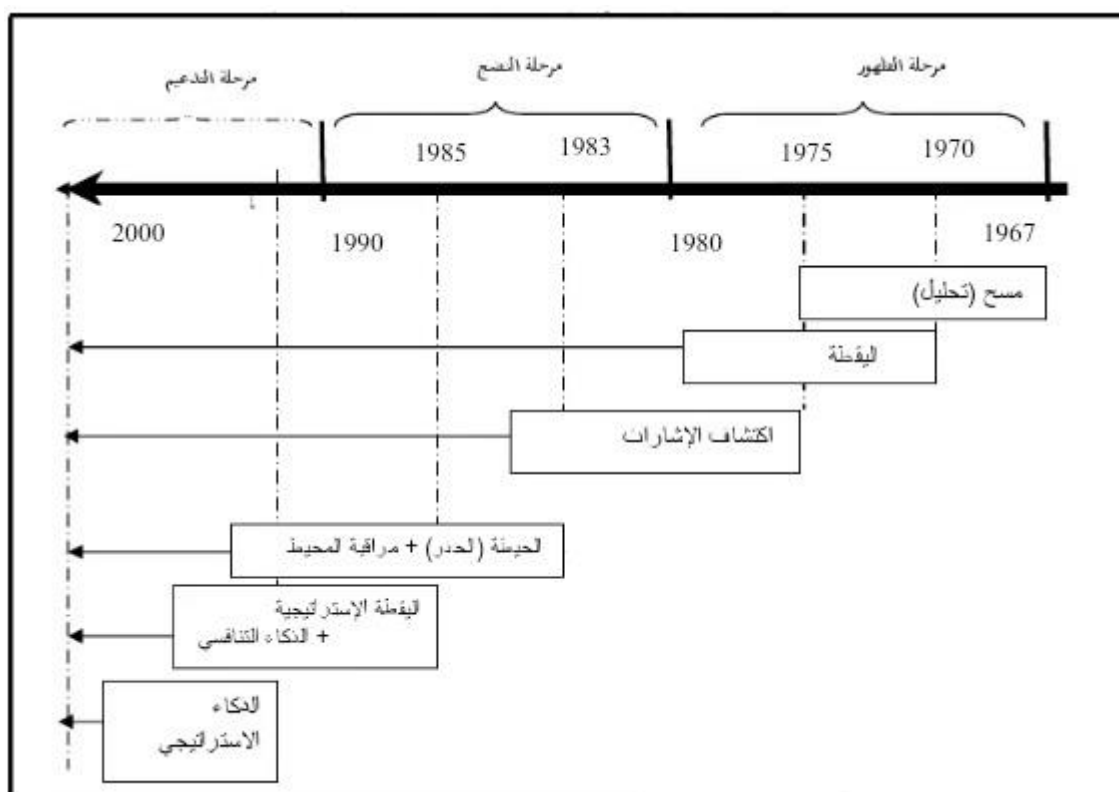 مرحلة الظهور
مرحلة النضج
مرحلة التدعيم
1970
1975
1983
1985
1967
1980
1990
2000
مسح (تحليل)
اليقظة
اكتشاف الإشارات
الحيطة (الحذر) + مراقبة المحيط
اليقظة الإستراتيجية
+ الذكاء التنافسي
الذكاء
الاستراتيجي